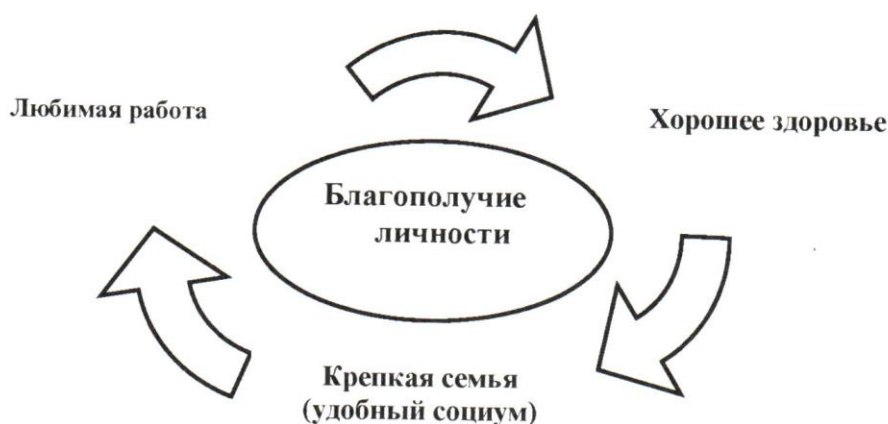 Любимая работа
Хорошее здоровье
Благополучие
личности
Крепкая семья
(удобный социум)